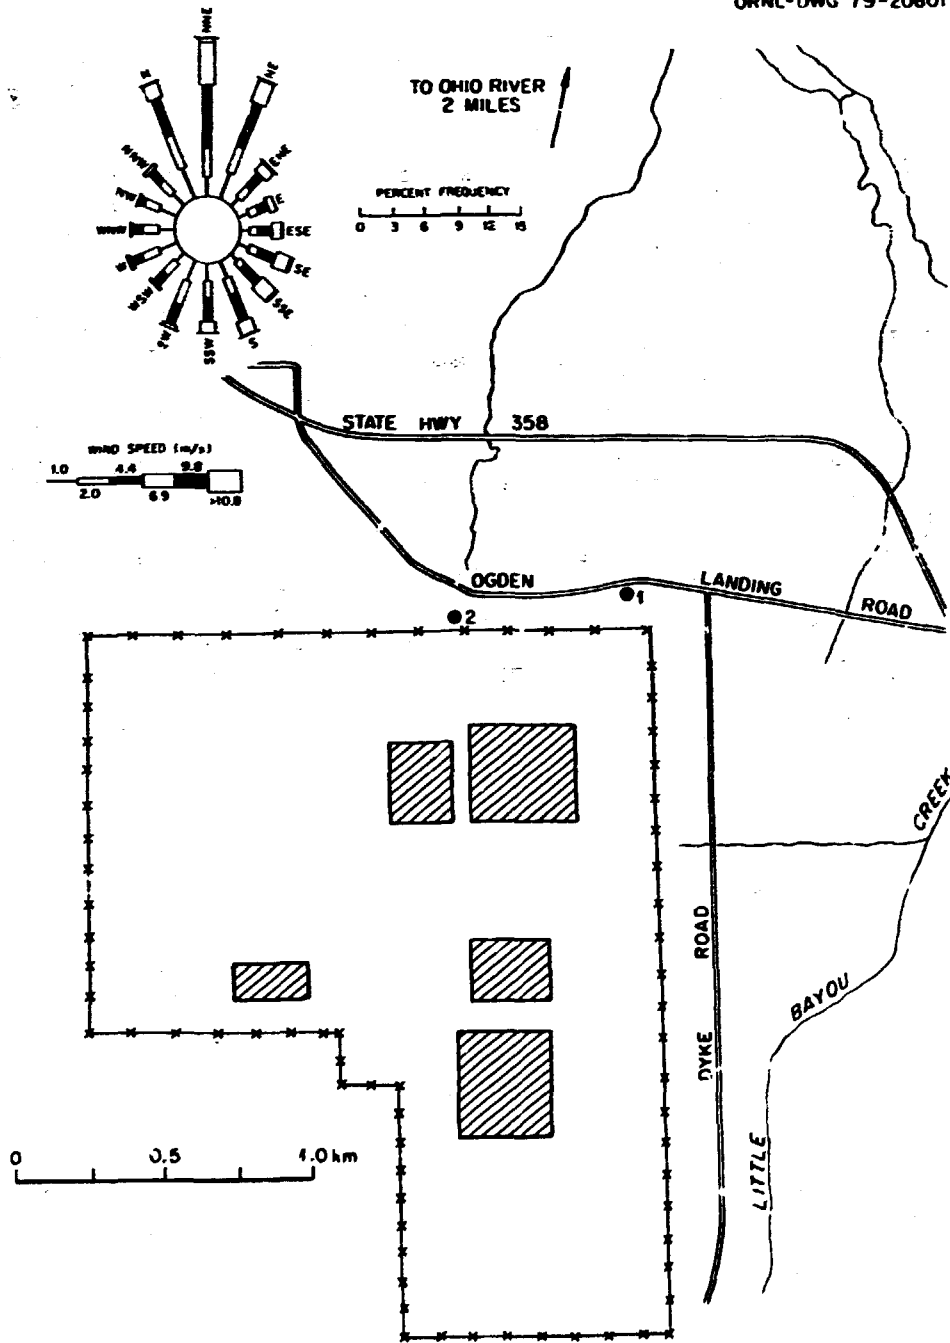 ORNL-DWG 79-20801
N
NNE
NE
ENE
E
ESE
SE
SSE
S
SSW
SW
WSW
W
WNW
NW
NNW
TO OHIO RIVER
2 MILES
PERCENT FREQUENCY
0 3 6 9 12 15
WIND SPEED (m/s)
1.0 4.4 9.8
2.0 6.9 >10.8
STATE HWY 358
OGDEN LANDING ROAD
1
2
CREEK
DYKE ROAD
BAYOU
LITTLE
0 0.5 1.0 km